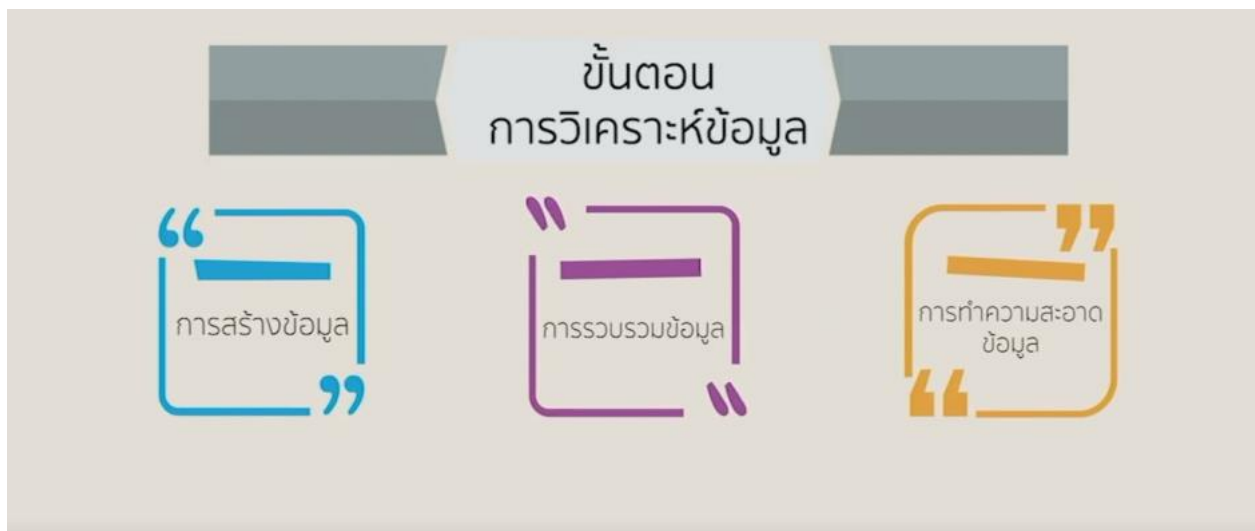 ขั้นตอน
การวิเคราะห์ข้อมูล
การสร้างข้อมูล
การรวบรวมข้อมูล
การทำความสะอาด
ข้อมูล